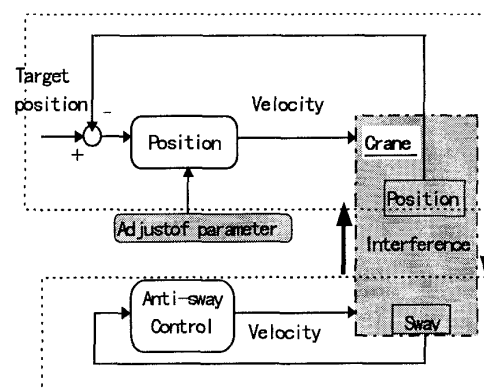 Target
position
-
+
Position
Velocity
Crane
Position
Adjustof parameter
Interference
Anti-sway
Control
Velocity
Sway